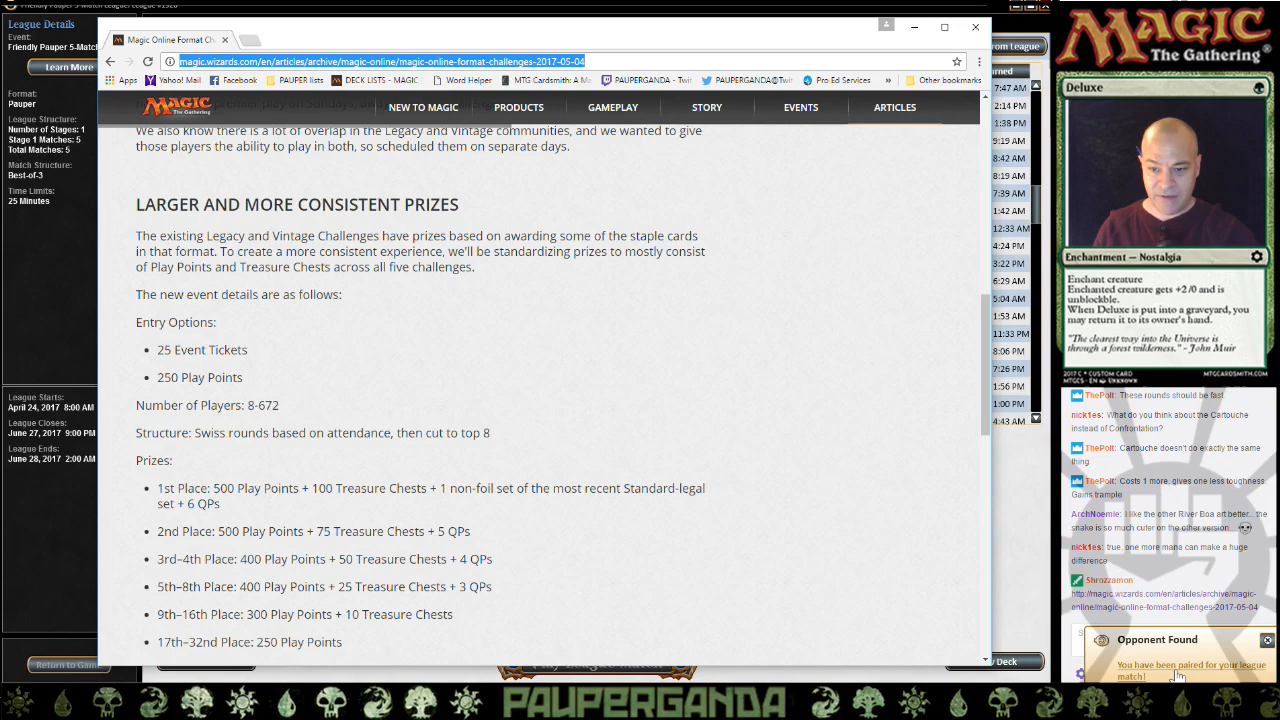 League Details
Event:
Friendly Pauper 5-Match
Learn More
Format:
Pauper
League Structure:
Number of Stages: 1
Stage 1 Matches: 5
Total Matches: 5
Match Structure:
Best-of-3
Time Limits:
25 Minutes
League Starts:
April 24, 2017 8:00 AM
League Closes:
June 27, 2017 9:00 PM
League Ends:
June 28, 2017 2:00 AM
Magic Online Format Ch
magic.wizards.com/en/articles/archive/magic-online/magic-online-format-challenges-2017-05-04
Apps
Yahoo! Mail
Facebook
PAUPER lists
DECK LISTS - MAGIC
Word Helper
MTG Cardsmith: A Ma
PAUPERGANDA - Twit
PAUPERGANDA@Twit
Pro Ed Services
Other bookmarks
MAGIC
The Gathering
NEW TO MAGIC PRODUCTS GAMEPLAY STORY EVENTS ARTICLES
We also know there is a lot of overlap in the Legacy and Vintage communities, and we wanted to give
those players the ability to play in both, so scheduled them on separate days.
LARGER AND MORE CONSISTENT PRIZES
The existing Legacy and Vintage Challenges have prizes based on awarding some of the staple cards
in that format. To create a more consistent experience, we'll be standardizing prizes to mostly consist
of Play Points and Treasure Chests across all five challenges.
The new event details are as follows:
Entry Options:
• 25 Event Tickets
• 250 Play Points
Number of Players: 8-672
Structure: Swiss rounds based on attendance, then cut to top 8
Prizes:
• 1st Place: 500 Play Points + 100 Treasure Chests + 1 non-foil set of the most recent Standard-legal
set + 6 QPs
• 2nd Place: 500 Play Points + 75 Treasure Chests + 5 QPs
• 3rd–4th Place: 400 Play Points + 50 Treasure Chests + 4 QPs
• 5th–8th Place: 400 Play Points + 25 Treasure Chests + 3 QPs
• 9th–16th Place: 300 Play Points + 10 Treasure Chests
• 17th–32nd Place: 250 Play Points
rom League
7:47 AM
2:14 PM
1:38 PM
9:19 AM
8:42 AM
8:19 AM
7:39 AM
1:42 AM
12:33 AM
4:24 PM
3:22 PM
6:29 AM
5:04 AM
1:53 AM
11:33 PM
8:06 PM
7:26 PM
1:56 PM
1:00 PM
4:43 AM
Deck
MAGIC
The Gathering
Deluxe
Enchantment — Nostalgia
Enchant creature
Enchanted creature gets +2/0 and is
unblockble.
When Deluxe is put into a graveyard, you
may return it to its owner's hand.
"The clearest way into the Universe is
through a forest wilderness." - John Muir
2017 C * CUSTOM CARD
MTGCS - EN Unknown
MTGCARDSMITH.COM
ThePolt: These rounds should be fast.
nick1es: What do you think about the Cartouche
instead of Confrontation?
ThePolt: Cartouche doesn't do exactly the same
thing
ThePolt: Costs 1 more, gives one less toughness.
Gains trample
ArchNoemie: I like the other River Boa art better... the
snake is so much cuter on the other version...
nick1es: true, one more mana can make a huge
difference
Shrozzamon:
http://magic.wizards.com/en/articles/archive/magic-
online/magic-online-format-challenges-2017-05-04
Opponent Found
You have been paired for your league
match!
PAUPERGANDA